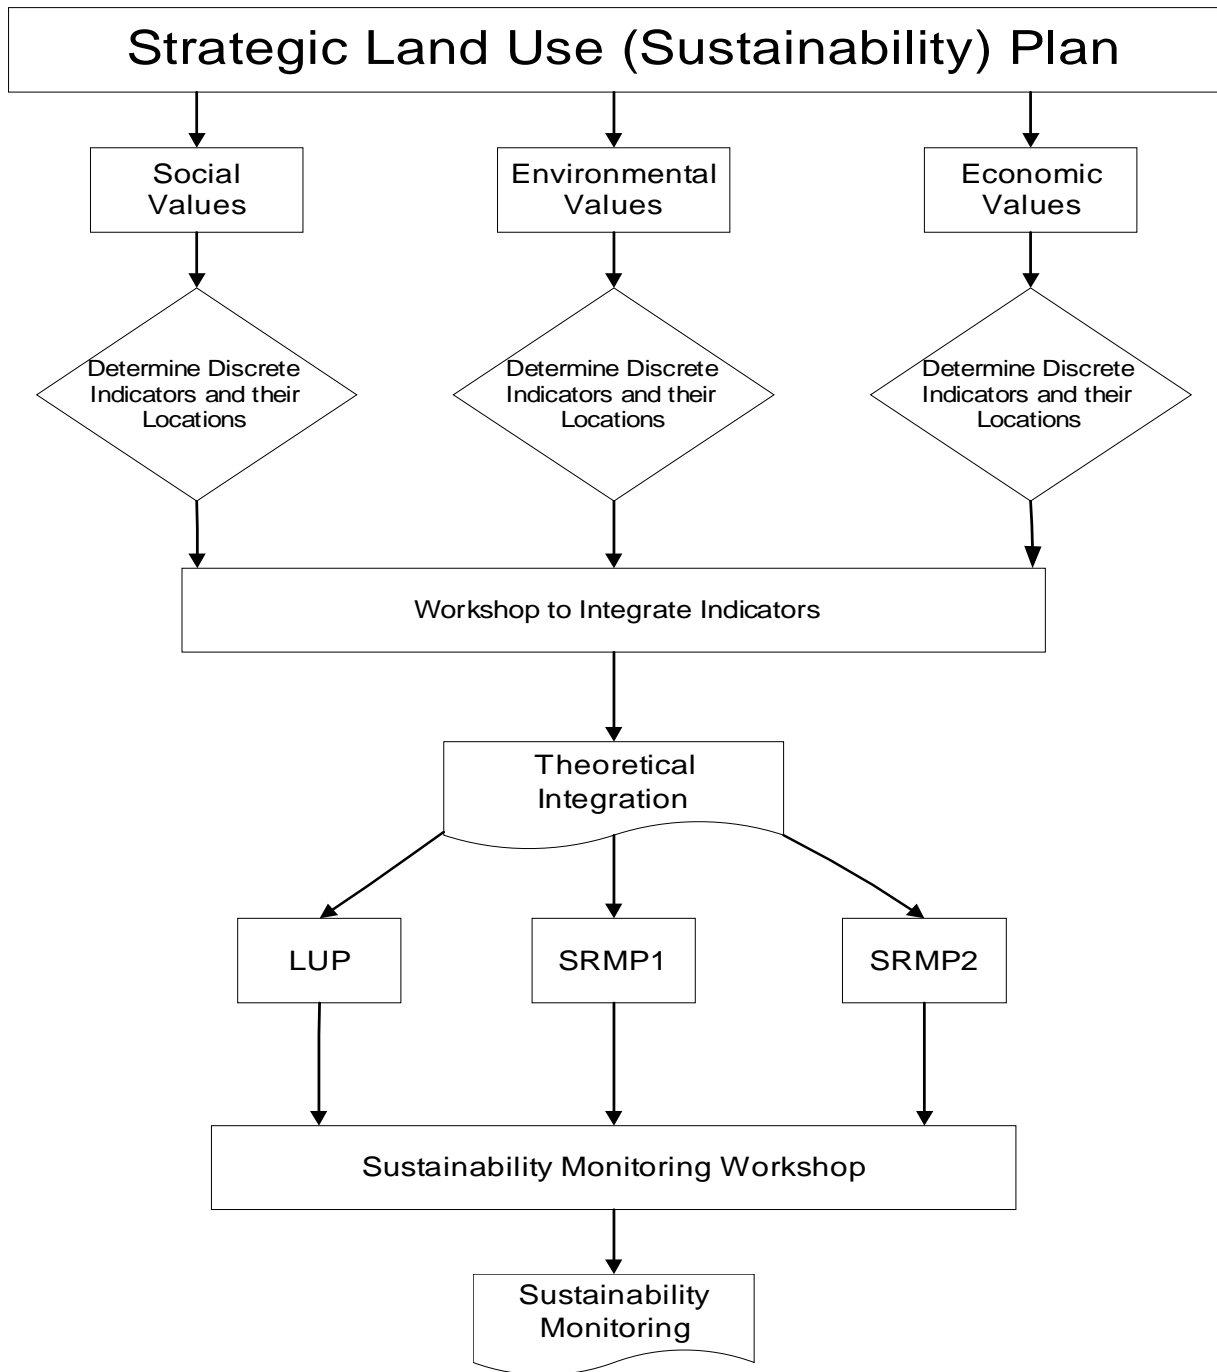 Strategic Land Use (Sustainability) Plan
Social
Values
Environmental
Values
Economic
Values
Determine Discrete
Indicators and their
Locations
Determine Discrete
Indicators and their
Locations
Determine Discrete
Indicators and their
Locations
Workshop to Integrate Indicators
Theoretical
Integration
LUP
SRMP1
SRMP2
Sustainability Monitoring Workshop
Sustainability
Monitoring